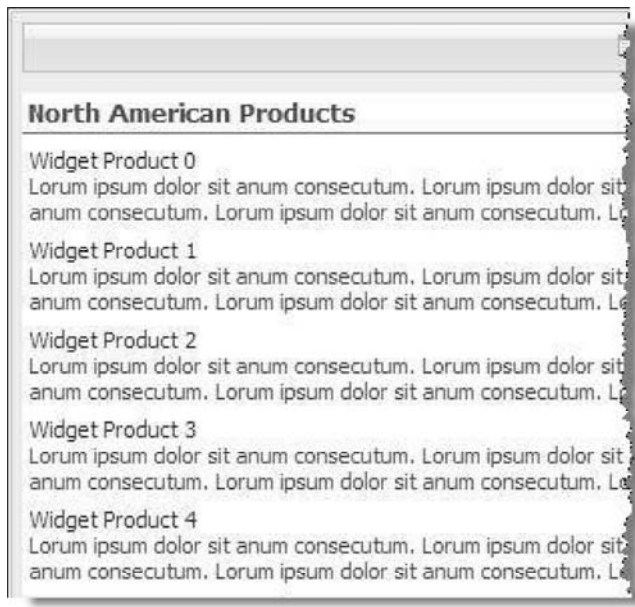 North American Products
Widget Product 0
Lorum ipsum dolor sit anum consecutum. Lorum ipsum dolor sit
anum consecutum. Lorum ipsum dolor sit anum consecutum.
Widget Product 1
Lorum ipsum dolor sit anum consecutum. Lorum ipsum dolor sit
anum consecutum. Lorum ipsum dolor sit anum consecutum.
Widget Product 2
Lorum ipsum dolor sit anum consecutum. Lorum ipsum dolor sit
anum consecutum. Lorum ipsum dolor sit anum consecutum.
Widget Product 3
Lorum ipsum dolor sit anum consecutum. Lorum ipsum dolor sit
anum consecutum. Lorum ipsum dolor sit anum consecutum.
Widget Product 4
Lorum ipsum dolor sit anum consecutum. Lorum ipsum dolor sit
anum consecutum. Lorum ipsum dolor sit anum consecutum.